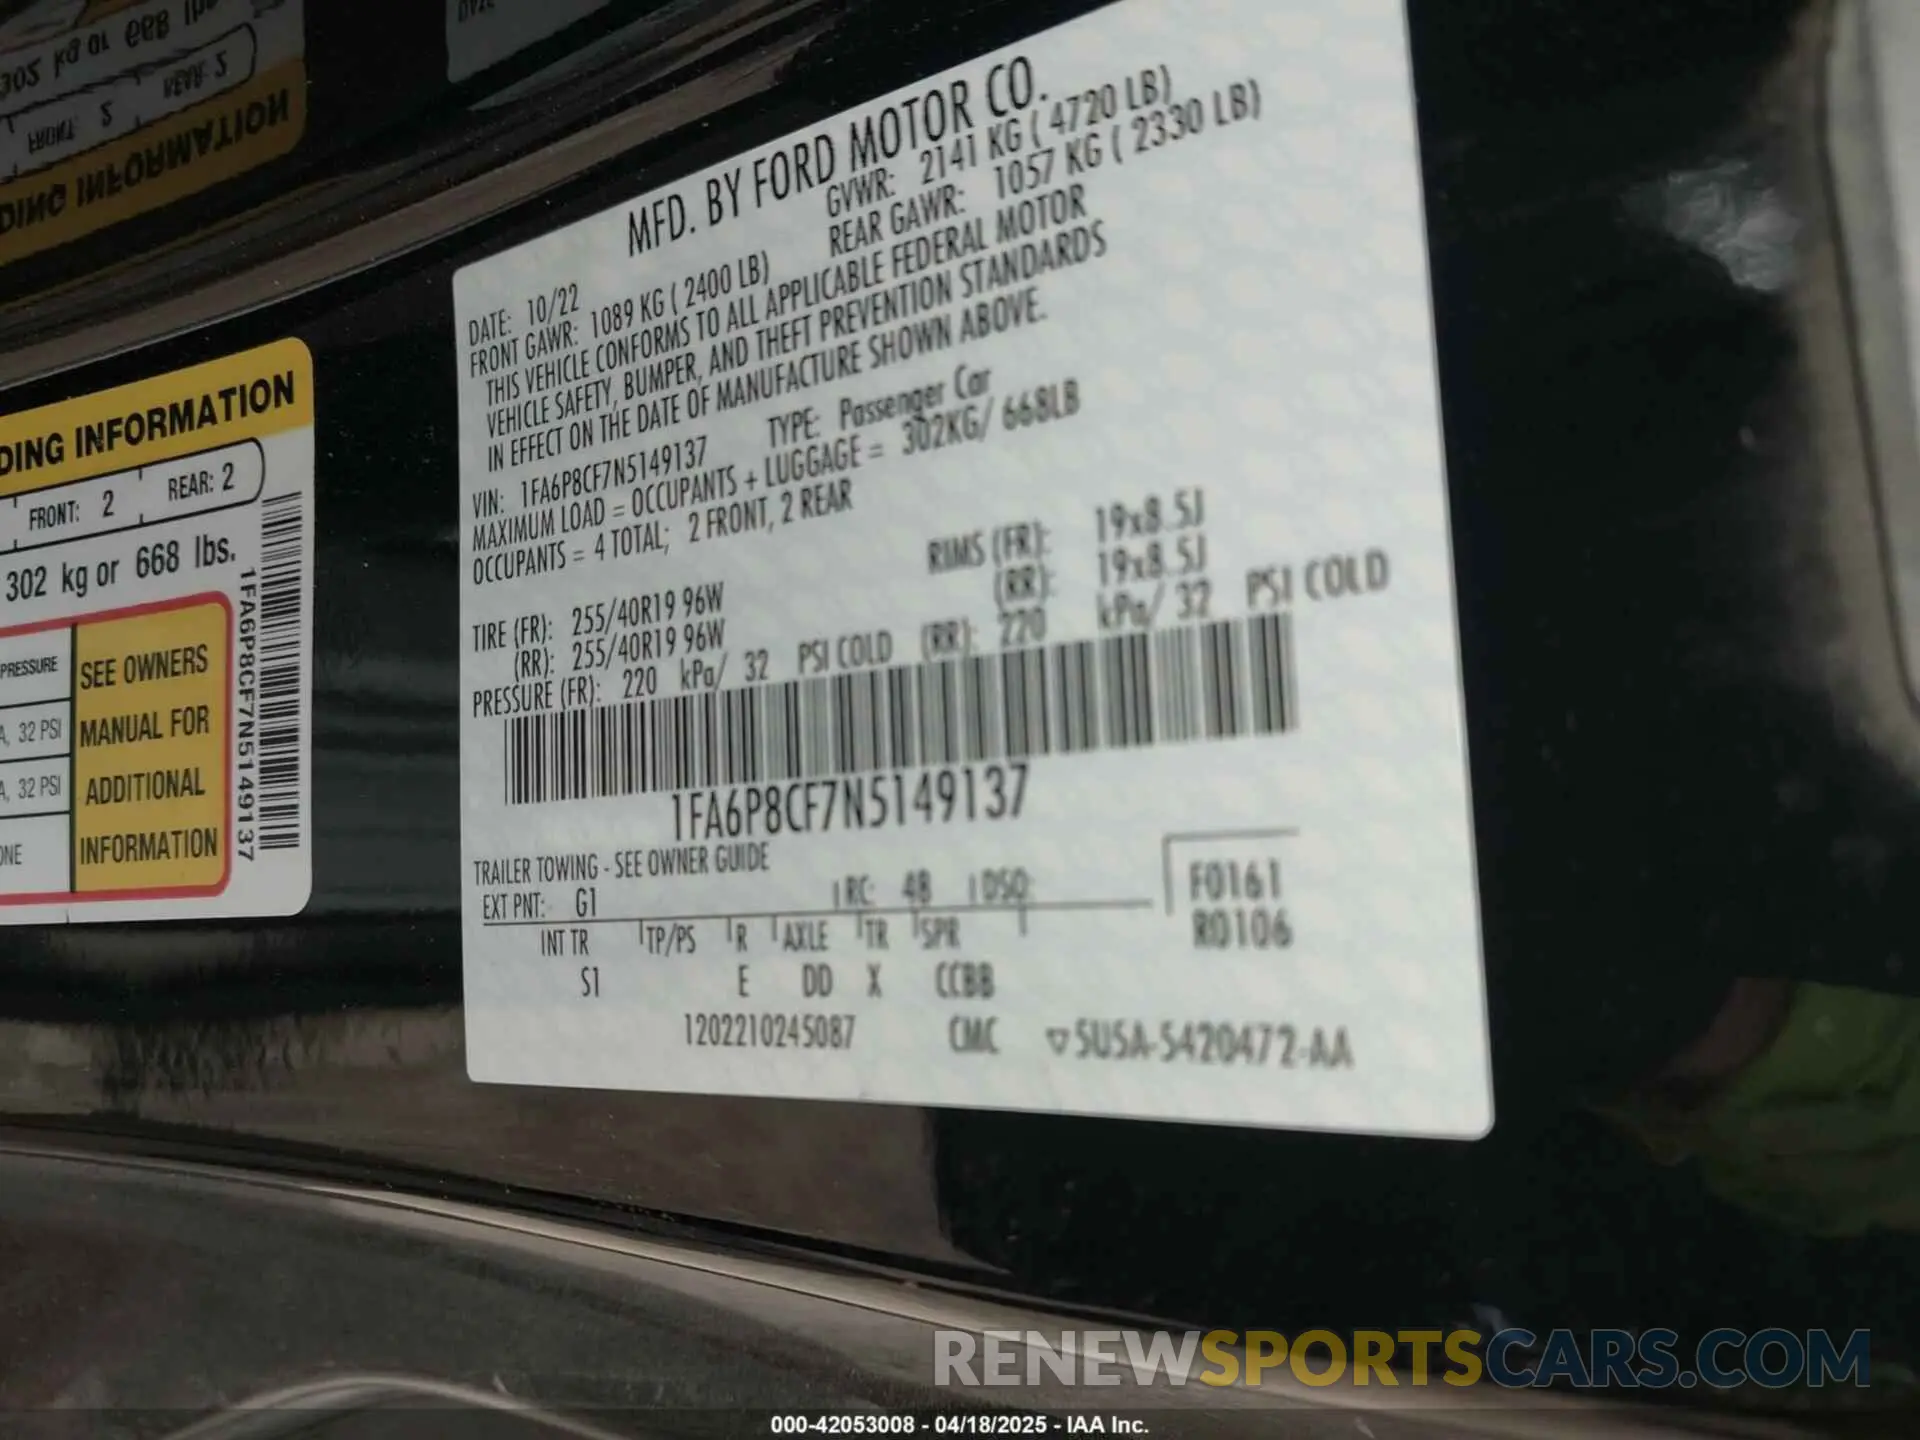 MFD. BY FORD MOTOR CO.
DATE: 10/22 GVWR: 2141 KG ( 4720 LB)
FRONT GAWR: 1089 KG ( 2400 LB) REAR GAWR: 1057 KG ( 2330 LB)
THIS VEHICLE CONFORMS TO ALL APPLICABLE FEDERAL MOTOR
VEHICLE SAFETY, BUMPER, AND THEFT PREVENTION STANDARDS
IN EFFECT ON THE DATE OF MANUFACTURE SHOWN ABOVE.
VIN: 1FA6P8CF7N5149137 TYPE: Passenger Car
MAXIMUM LOAD = OCCUPANTS + LUGGAGE = 302KG/ 668LB
OCCUPANTS = 4 TOTAL; 2 FRONT, 2 REAR
TIRE (FR): 255/40R19 96W RIMS (FR): 19x8.5J
(RR): 255/40R19 96W (RR): 19x8.5J
PRESSURE (FR): 220 kPa/ 32 PSI COLD (RR): 220 kPa/ 32 PSI COLD
1FA6P8CF7N5149137
TRAILER TOWING - SEE OWNER GUIDE
EXT PNT: G1 RC: 48 DSO: F0161
R0106
INT TR TP/PS R AXLE TR SPR
S1 E DD X CCBB
1202210245087 CMC ▽5U5A-5420472-AA
DING INFORMATION
FRONT: 2 REAR: 2
302 kg or 668 lbs.
PRESSURE
A, 32 PSI
A, 32 PSI
ONE
SEE OWNERS
MANUAL FOR
ADDITIONAL
INFORMATION
1FA6P8CF7N5149137
RENEWSPORTSCARS.COM
000-42053008 - 04/18/2025 - IAA Inc.